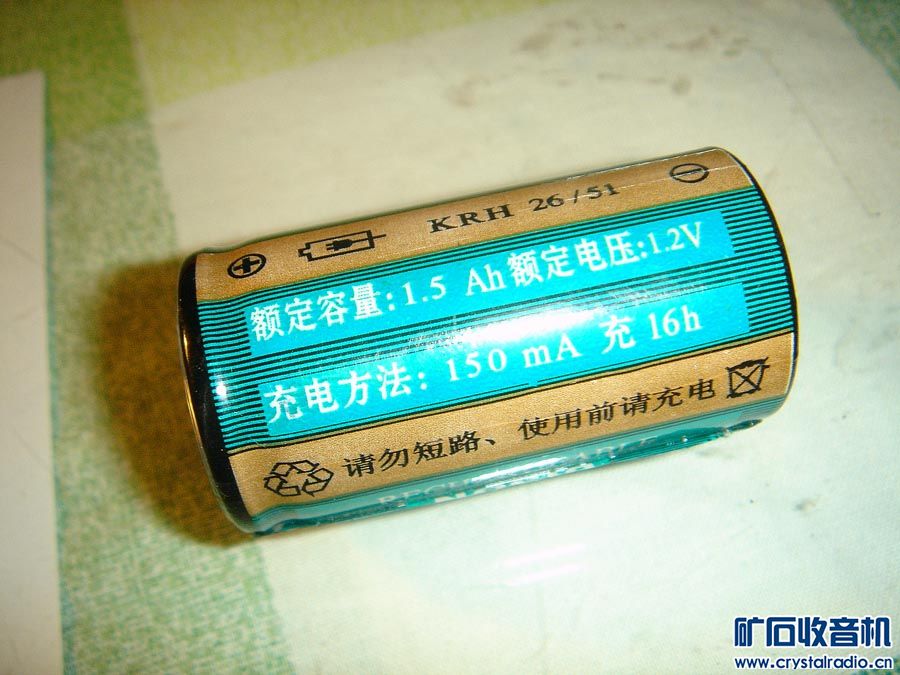 KRH 26/51
额定容量:1.5 Ah 额定电压:1.2V
充电方法: 150 mA 充 16h
请勿短路、使用前请充电
矿石收音机
www.crystalradio.cn